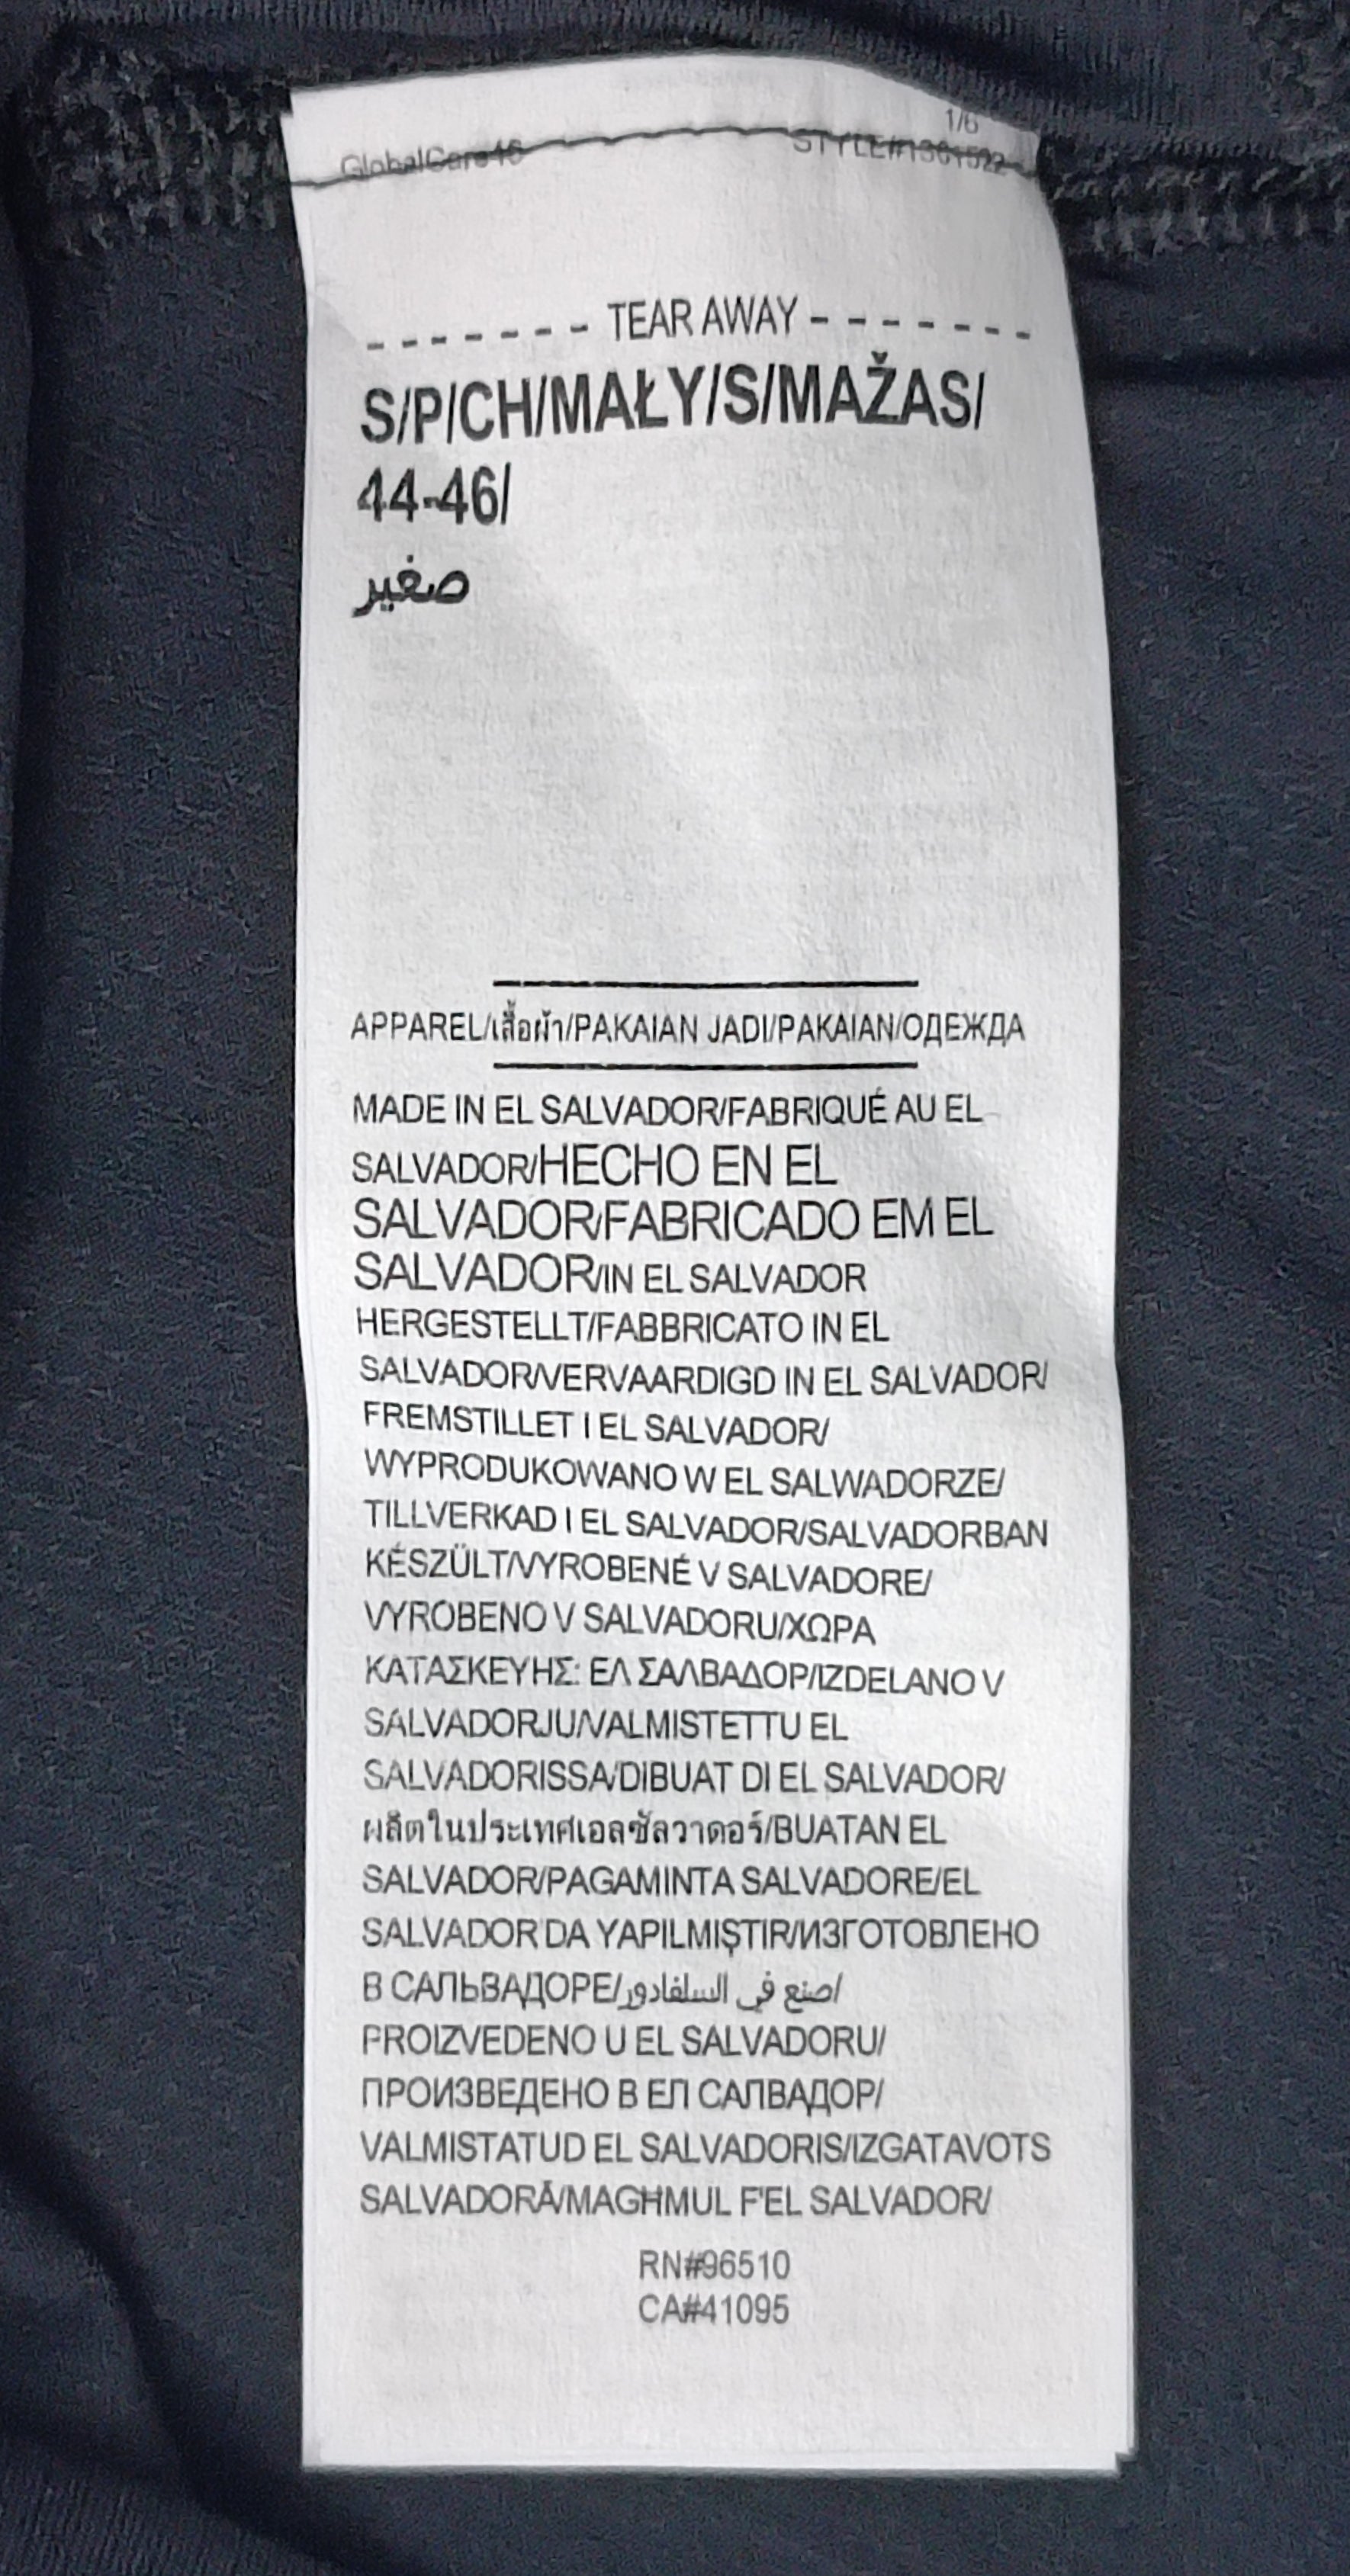 1/6
GlobalCare16 STYLE#1361522
------- TEAR AWAY -------
S/P/CH/MAŁY/S/MAŽAS/
44-46/
صغير
APPAREL/เสื้อผ้า/PAKAIAN JADI/PAKAIAN/ОДЕЖДА
MADE IN EL SALVADOR/FABRIQUÉ AU EL
SALVADOR/HECHO EN EL
SALVADOR/FABRICADO EM EL
SALVADOR/IN EL SALVADOR
HERGESTELLT/FABBRICATO IN EL
SALVADOR/VERVAARDIGD IN EL SALVADOR/
FREMSTILLET I EL SALVADOR/
WYPRODUKOWANO W EL SALWADORZE/
TILLVERKAD I EL SALVADOR/SALVADORBAN
KÉSZÜLT/VYROBENÉ V SALVADORE/
VYROBENO V SALVADORU/ΧΩΡΑ
ΚΑΤΑΣΚΕΥΗΣ: ΕΛ ΣΑΛΒΑΔΟΡ/IZDELANO V
SALVADORJU/VALMISTETTU EL
SALVADORISSA/DIBUAT DI EL SALVADOR/
ผลิตในประเทศเอลซัลวาดอร์/BUATAN EL
SALVADOR/PAGAMINTA SALVADORE/EL
SALVADOR'DA YAPILMIŞTIR/ИЗГОТОВЛЕНО
В САЛЬВАДОРЕ/صنع في السلفادور/
PROIZVEDENO U EL SALVADORU/
ПРОИЗВЕДЕНО В ЕЛ САЛВАДОР/
VALMISTATUD EL SALVADORIS/IZGATAVOTS
SALVADORĀ/MAGHMUL F'EL SALVADOR/
RN#96510
CA#41095